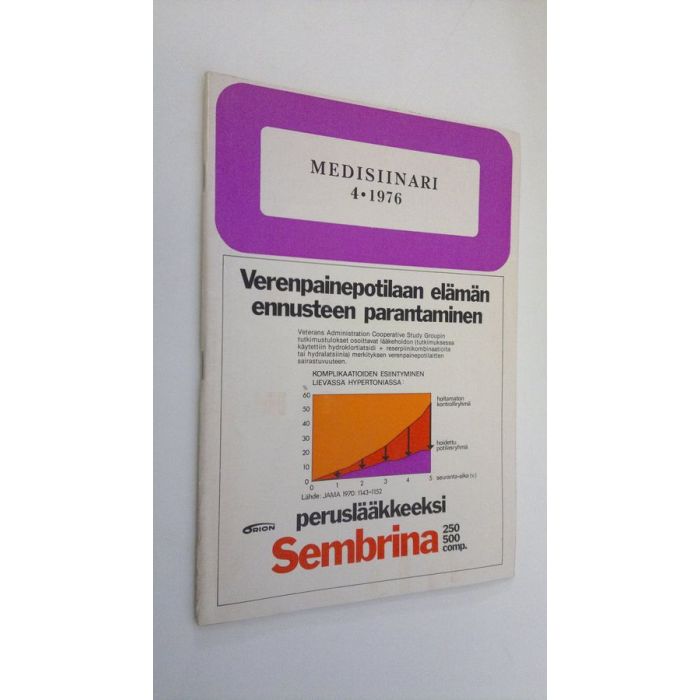 MEDISIINARI
4•1976
Verenpainepotilaan elämän
ennusteen parantaminen
Veterans Administration Cooperative Study Groupin
tutkimustulokset osoittavat lääkehoidon (tutkimuksessa
käytettiin hydroklortiatsidi + reserpiinikombinaatioita
tai hydralatsiinia) merkityksen verenpainepotilaitten
sairastuvuuteen.
KOMPLIKAATIOIDEN ESIINTYMINEN
LIEVÄSSÄ HYPERTONIASSA:
%
60
50
40
30
20
10
0
0 1 2 3 4 5 seuranta-aika (v.)
hoitamaton
kontrolliryhmä
hoidettu
potilasryhmä
Lähde: JAMA 1970: 1143-1152
peruslääkkeeksi
ORION
Sembrina
250
500
comp.